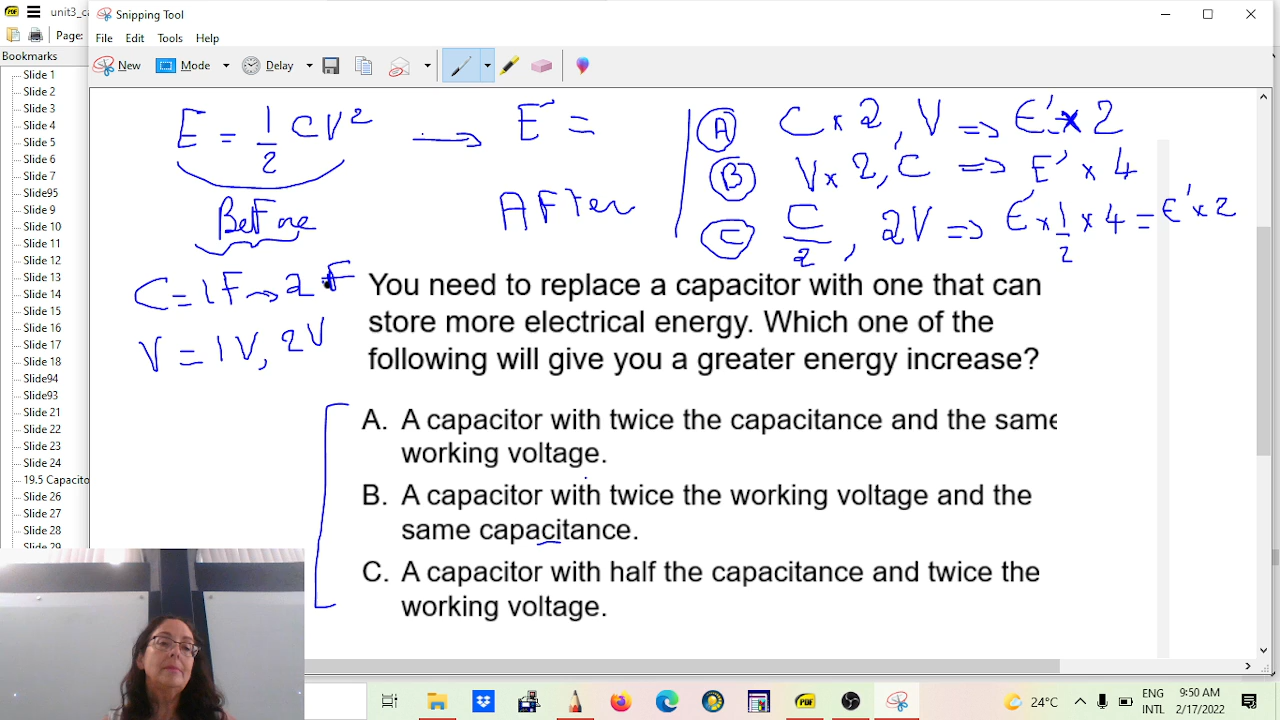 unit3_ca
Snipping Tool
File Edit Tools Help
Page:
New Mode Delay
Bookmarks
Slide 1
Slide 2
Slide 3
Slide 4
Slide 5
Slide 6
Slide 7
Slide95
Slide 9
Slide 10
Slide 11
Slide 12
Slide 13
Slide 14
Slide 15
Slide 16
Slide 17
Slide 18
Slide94
Slide93
Slide 21
Slide 22
Slide 23
Slide 24
19.5 Capacito
Slide 26
Slide 27
Slide 28
Slide 29
E = 1/2 CV² → E' =
Before
After
C = 1F → 2F
V = 1V, 2V
A C × 2, V ⇒ E' × 2
B V × 2, C ⇒ E' × 4
C C/2, 2V ⇒ E' × 1/2 × 4 = E' × 2
You need to replace a capacitor with one that can
store more electrical energy. Which one of the
following will give you a greater energy increase?
A. A capacitor with twice the capacitance and the same
working voltage.
B. A capacitor with twice the working voltage and the
same capacitance.
C. A capacitor with half the capacitance and twice the
working voltage.
24°C
ENG
INTL
9:50 AM
2/17/2022